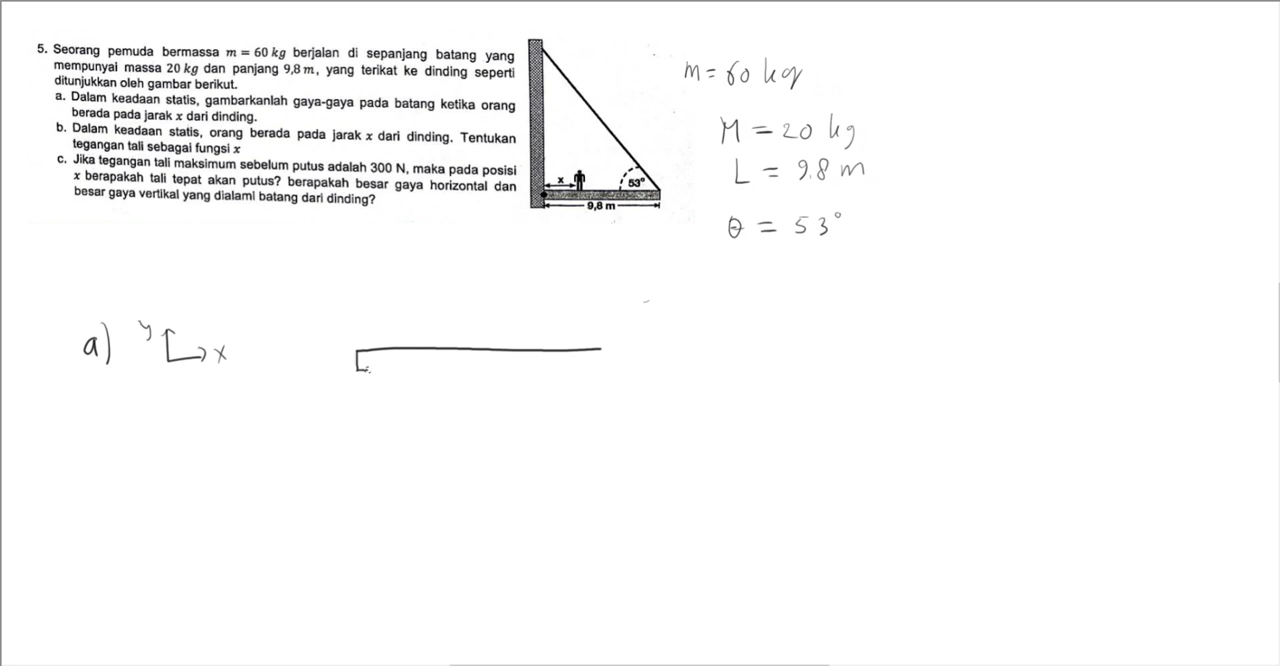 5. Seorang pemuda bermassa m = 60 kg berjalan di sepanjang batang yang
mempunyai massa 20 kg dan panjang 9,8 m, yang terikat ke dinding seperti
ditunjukkan oleh gambar berikut.
a. Dalam keadaan statis, gambarkanlah gaya-gaya pada batang ketika orang
berada pada jarak x dari dinding.
b. Dalam keadaan statis, orang berada pada jarak x dari dinding. Tentukan
tegangan tali sebagai fungsi x
c. Jika tegangan tali maksimum sebelum putus adalah 300 N, maka pada posisi
x berapakah tali tepat akan putus? berapakah besar gaya horizontal dan
besar gaya vertikal yang dialami batang dari dinding?
x
53°
9,8 m
m = 60 kg
M = 20 kg
L = 9.8 m
θ = 53°
a) y x